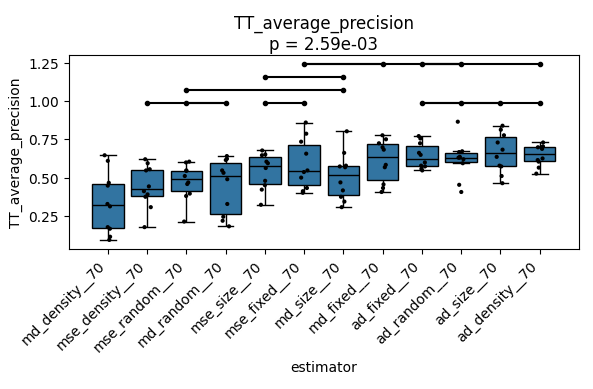 TT_average_precision
p = 2.59e-03
TT_average_precision
1.25
1.00
0.75
0.50
0.25
md_density__70
mse_density__70
mse_random__70
md_random__70
mse_size__70
mse_fixed__70
md_size__70
md_fixed__70
ad_fixed__70
ad_random__70
ad_size__70
ad_density__70
estimator